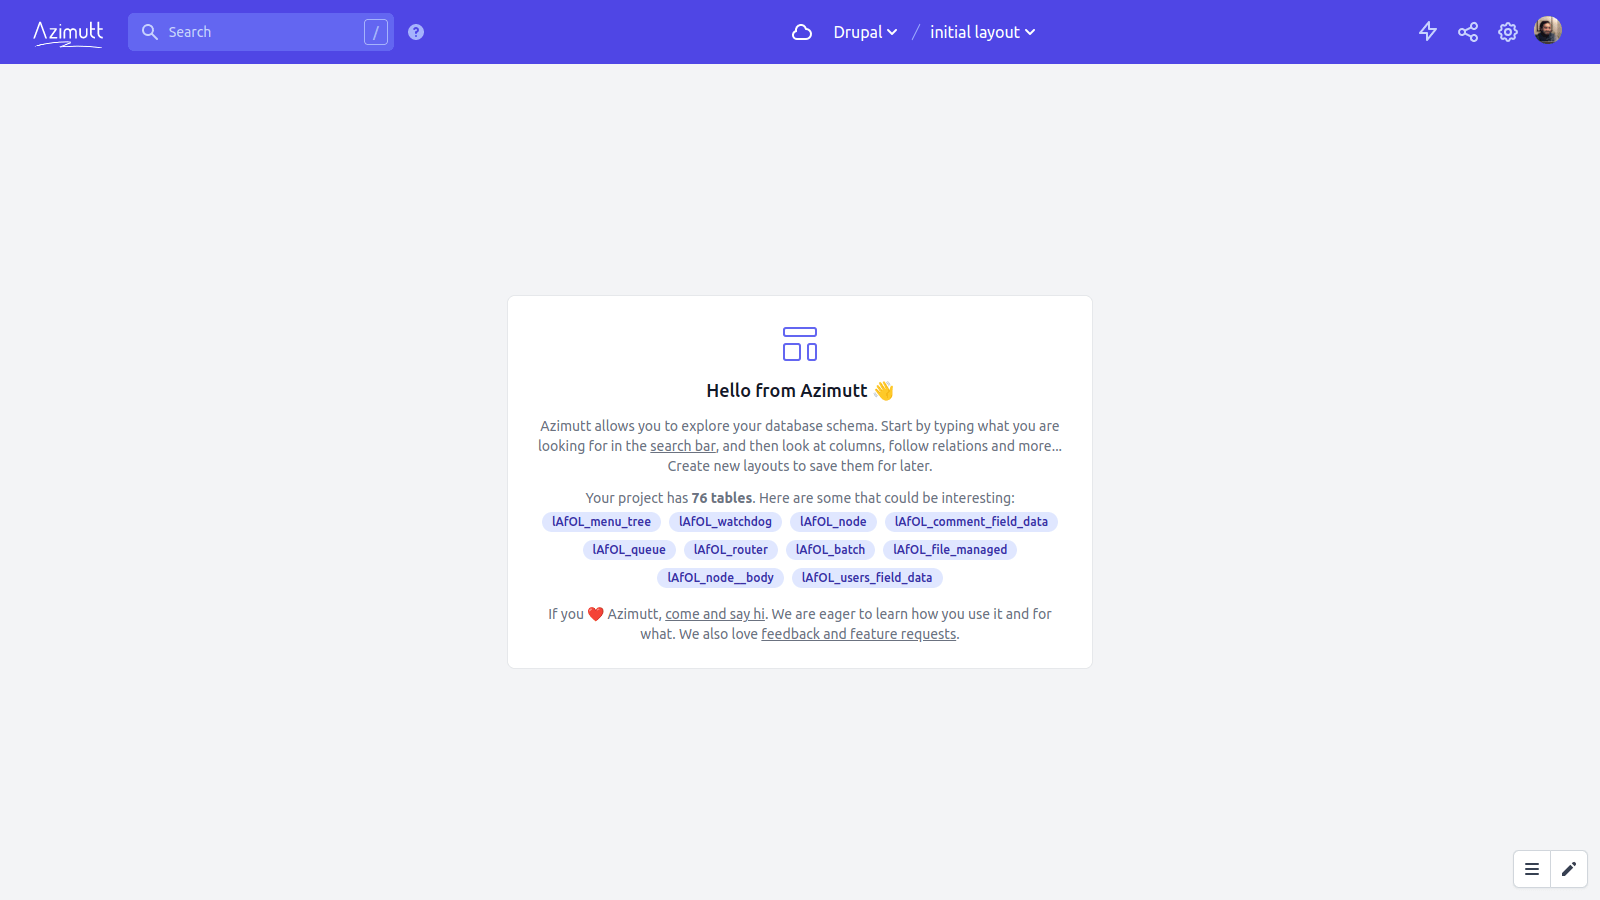 Azimutt
Search
/
?
Drupal / initial layout
Hello from Azimutt 👋
Azimutt allows you to explore your database schema. Start by typing what you are
looking for in the search bar, and then look at columns, follow relations and more...
Create new layouts to save them for later.
Your project has 76 tables. Here are some that could be interesting:
lAfOL_menu_tree lAfOL_watchdog lAfOL_node lAfOL_comment_field_data
lAfOL_queue lAfOL_router lAfOL_batch lAfOL_file_managed
lAfOL_node__body lAfOL_users_field_data
If you ❤️ Azimutt, come and say hi. We are eager to learn how you use it and for
what. We also love feedback and feature requests.